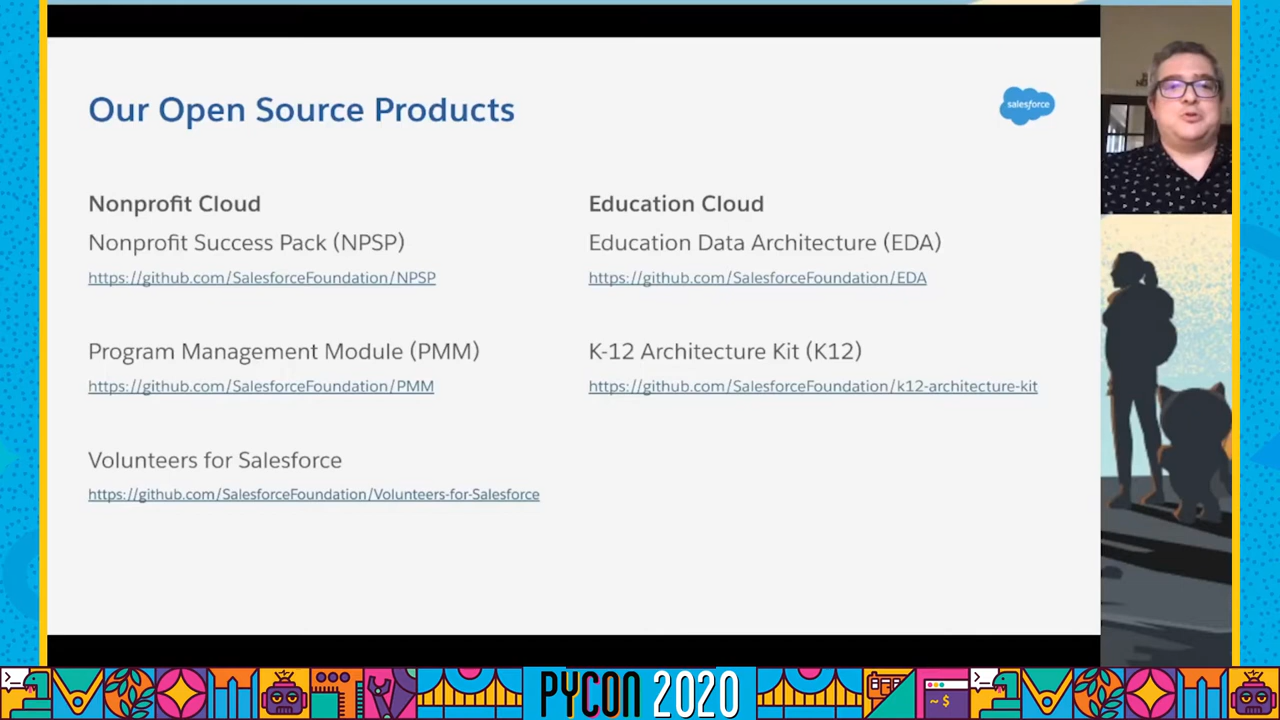 Our Open Source Products
salesforce
Nonprofit Cloud
Nonprofit Success Pack (NPSP)
https://github.com/SalesforceFoundation/NPSP
Program Management Module (PMM)
https://github.com/SalesforceFoundation/PMM
Volunteers for Salesforce
https://github.com/SalesforceFoundation/Volunteers-for-Salesforce
Education Cloud
Education Data Architecture (EDA)
https://github.com/SalesforceFoundation/EDA
K-12 Architecture Kit (K12)
https://github.com/SalesforceFoundation/k12-architecture-kit
PYCON 2020
~ $